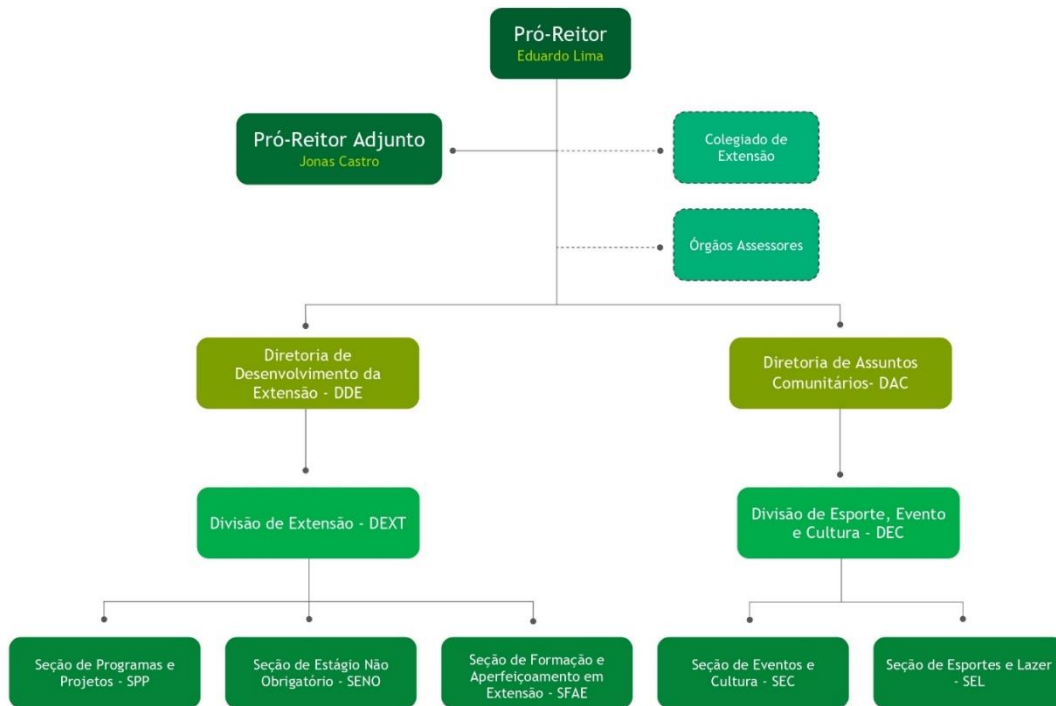 Pró-Reitor
Eduardo Lima
Pró-Reitor Adjunto
Jonas Castro
Colegiado de
Extensão
Órgãos Assessores
Diretoria de
Desenvolvimento da
Extensão - DDE
Diretoria de Assuntos
Comunitários- DAC
Divisão de Extensão - DEXT
Divisão de Esporte, Evento
e Cultura - DEC
Seção de Programas e
Projetos - SPP
Seção de Estágio Não
Obrigatório - SENO
Seção de Formação e
Aperfeiçoamento em
Extensão - SFAE
Seção de Eventos e
Cultura - SEC
Seção de Esportes e Lazer
- SEL